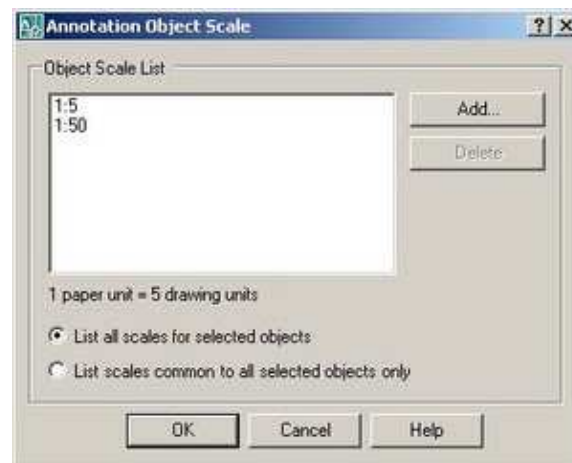 Annotation Object Scale
Object Scale List
1:5
1:50
Add...
Delete
1 paper unit = 5 drawing units
List all scales for selected objects
List scales common to all selected objects only
OK Cancel Help